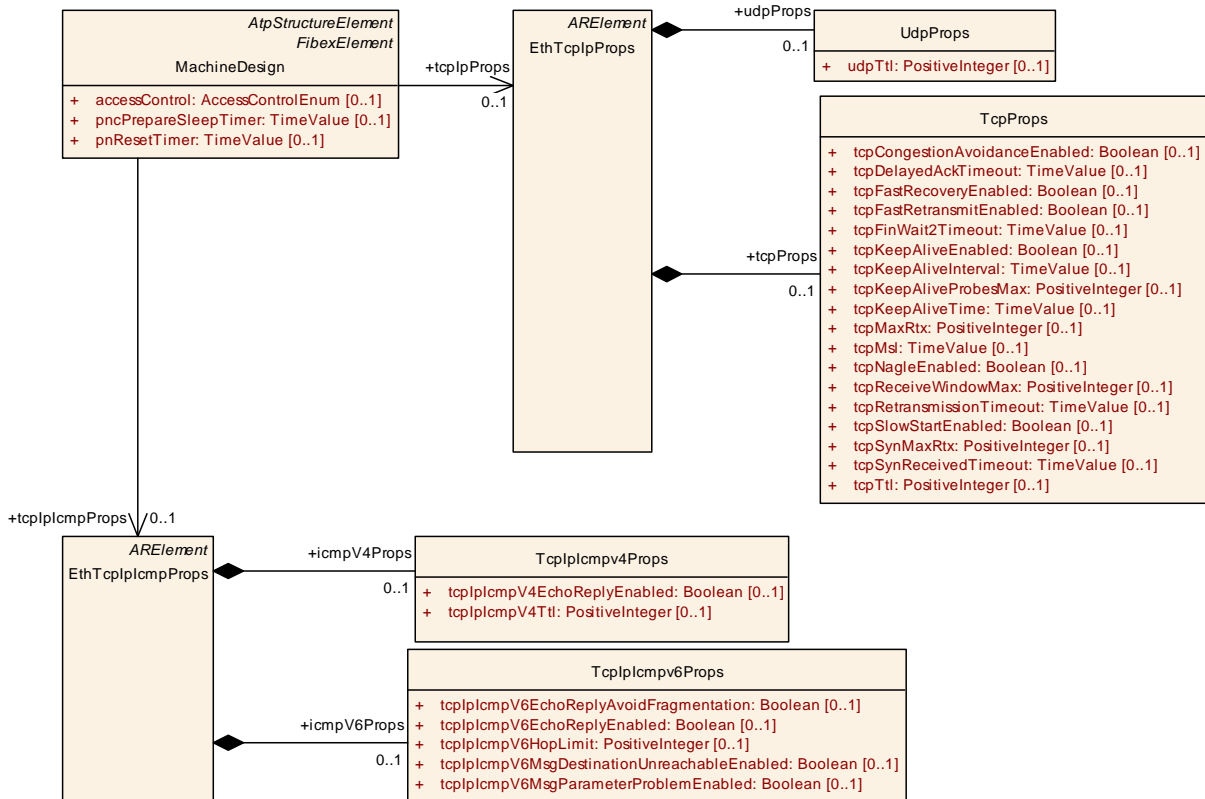 AtpStructureElement
FibexElement
MachineDesign
+ accessControl: AccessControlEnum [0..1]
+ pncPrepareSleepTimer: TimeValue [0..1]
+ pnResetTimer: TimeValue [0..1]
+tcpIpProps
0..1
ARElement
EthTcpIpProps
+udpProps
0..1
UdpProps
+ udpTtl: PositiveInteger [0..1]
TcpProps
+ tcpCongestionAvoidanceEnabled: Boolean [0..1]
+ tcpDelayedAckTimeout: TimeValue [0..1]
+ tcpFastRecoveryEnabled: Boolean [0..1]
+ tcpFastRetransmitEnabled: Boolean [0..1]
+ tcpFinWait2Timeout: TimeValue [0..1]
+ tcpKeepAliveEnabled: Boolean [0..1]
+ tcpKeepAliveInterval: TimeValue [0..1]
+ tcpKeepAliveProbesMax: PositiveInteger [0..1]
+ tcpKeepAliveTime: TimeValue [0..1]
+ tcpMaxRtx: PositiveInteger [0..1]
+ tcpMsl: TimeValue [0..1]
+ tcpNagleEnabled: Boolean [0..1]
+ tcpReceiveWindowMax: PositiveInteger [0..1]
+ tcpRetransmissionTimeout: TimeValue [0..1]
+ tcpSlowStartEnabled: Boolean [0..1]
+ tcpSynMaxRtx: PositiveInteger [0..1]
+ tcpSynReceivedTimeout: TimeValue [0..1]
+ tcpTtl: PositiveInteger [0..1]
+tcpProps
0..1
+tcpIpIcmpProps
0..1
ARElement
EthTcpIpIcmpProps
+icmpV4Props
0..1
TcpIpIcmpv4Props
+ tcpIpIcmpV4EchoReplyEnabled: Boolean [0..1]
+ tcpIpIcmpV4Ttl: PositiveInteger [0..1]
+icmpV6Props
0..1
TcpIpIcmpv6Props
+ tcpIpIcmpV6EchoReplyAvoidFragmentation: Boolean [0..1]
+ tcpIpIcmpV6EchoReplyEnabled: Boolean [0..1]
+ tcpIpIcmpV6HopLimit: PositiveInteger [0..1]
+ tcpIpIcmpV6MsgDestinationUnreachableEnabled: Boolean [0..1]
+ tcpIpIcmpV6MsgParameterProblemEnabled: Boolean [0..1]